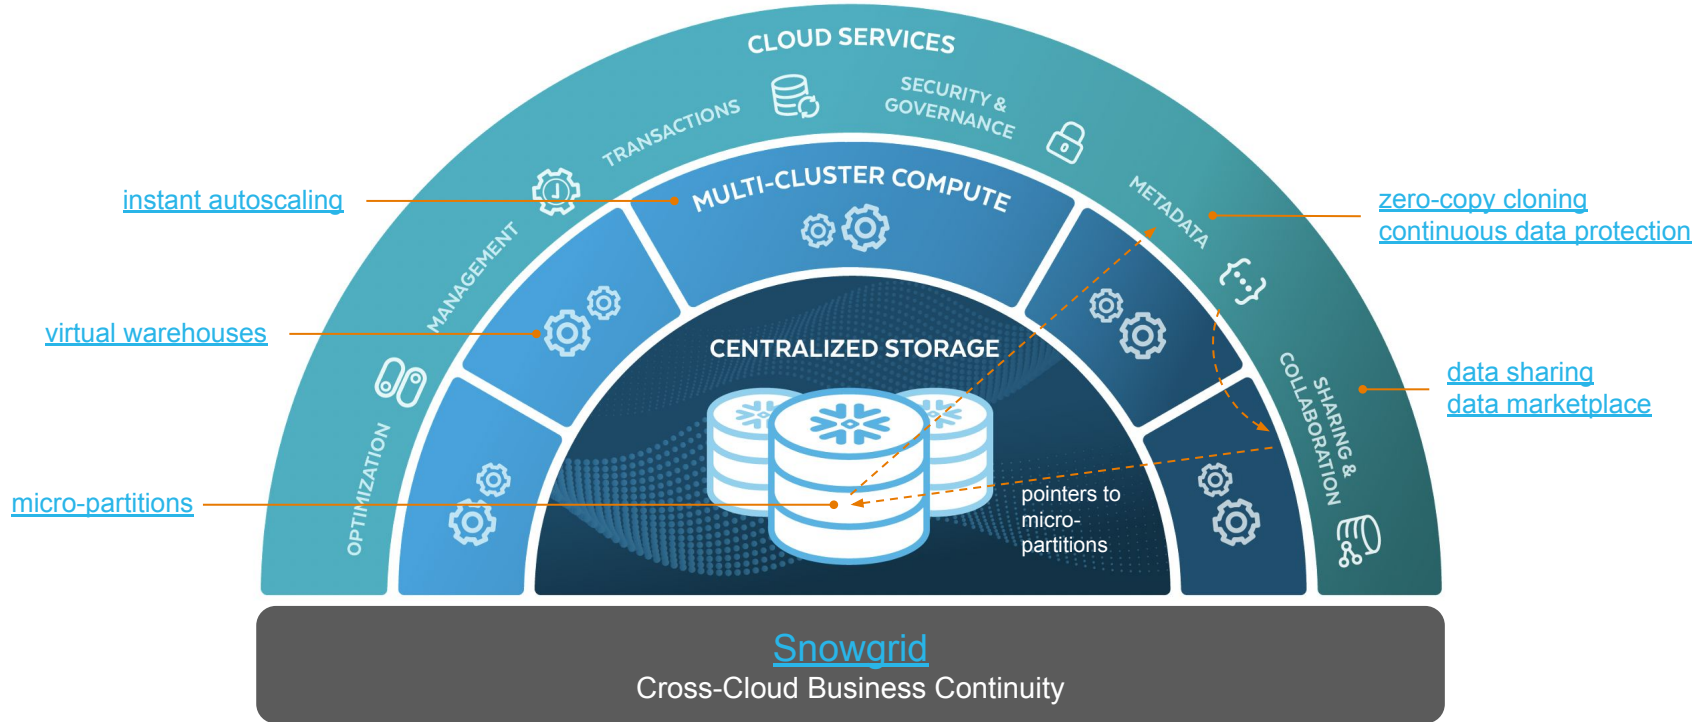 CLOUD SERVICES
OPTIMIZATION
MANAGEMENT
TRANSACTIONS
SECURITY &
GOVERNANCE
METADATA
SHARING &
COLLABORATION
MULTI-CLUSTER COMPUTE
CENTRALIZED STORAGE
pointers to
micro-
partitions
instant autoscaling
virtual warehouses
micro-partitions
zero-copy cloning
continuous data protection
data sharing
data marketplace
Snowgrid
Cross-Cloud Business Continuity